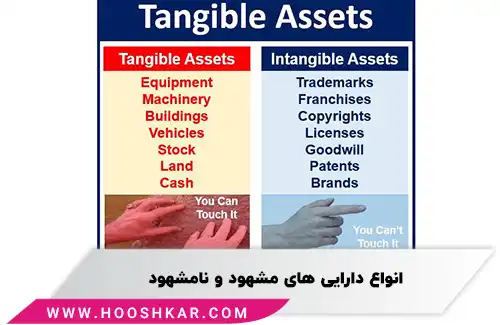 Tangible Assets
Tangible Assets
Equipment
Machinery
Buildings
Vehicles
Stock
Land
Cash
You Can
Touch It
Intangible Assets
Trademarks
Franchises
Copyrights
Licenses
Goodwill
Patents
Brands
You Can't
Touch It
انواع دارایی های مشهود و نامشهود
WWW.HOOSHKAR.COM